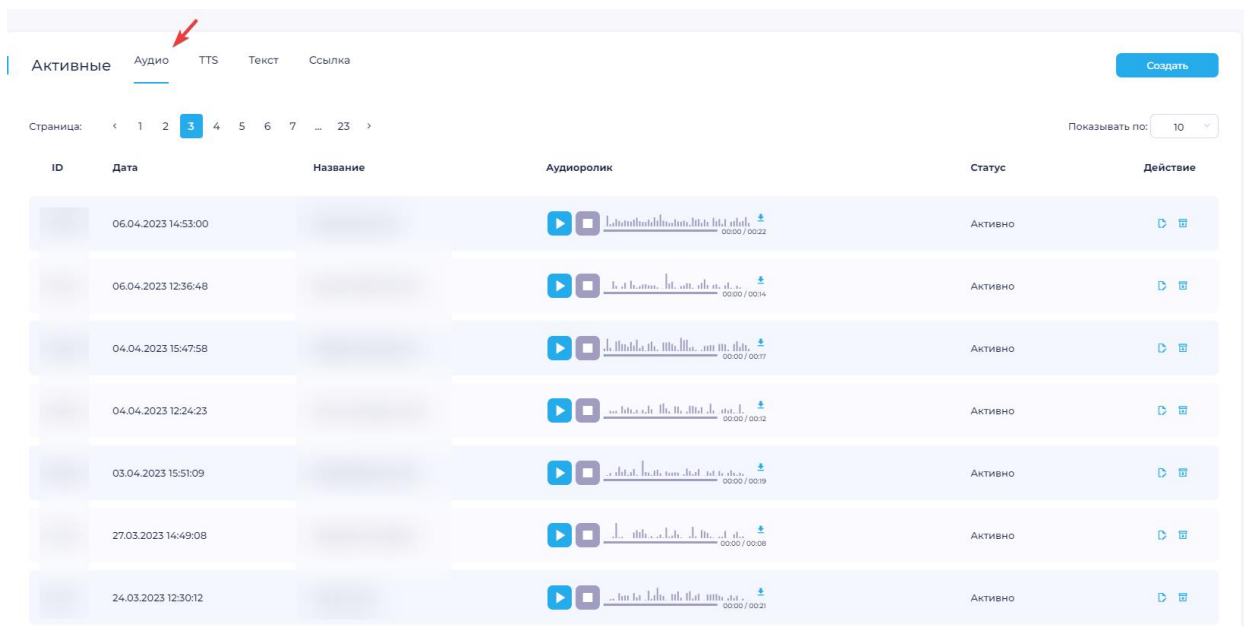 Активные Аудио TTS Текст Ссылка Создать
Страница: ‹ 1 2 3 4 5 6 7 ... 23 › Показывать по: 10
ID Дата Название Аудиоролик Статус Действие
06.04.2023 14:53:00 00:00 / 00:22 Активно
06.04.2023 12:36:48 00:00 / 00:14 Активно
04.04.2023 15:47:58 00:00 / 00:17 Активно
04.04.2023 12:24:23 00:00 / 00:12 Активно
03.04.2023 15:51:09 00:00 / 00:19 Активно
27.03.2023 14:49:08 00:00 / 00:08 Активно
24.03.2023 12:30:12 00:00 / 00:21 Активно